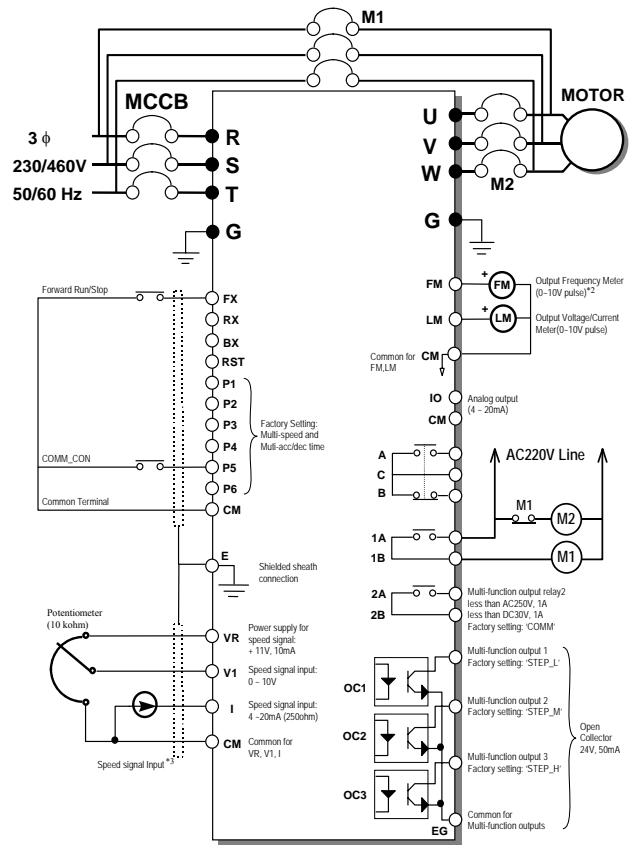 M1
MCCB
MOTOR
3 ϕ
230/460V
50/60 Hz
R
S
T
G
U
V
W
M2
G
Forward Run/Stop
FX
RX
BX
RST
P1
P2
P3
P4
P5
P6
CM
Factory Setting:
Multi-speed and
Muti-acc/dec time
COMM_CON
Common Terminal
E
Shielded sheath
connection
Potentiometer
(10 kohm)
VR
Power supply for
speed signal:
+ 11V, 10mA
V1
Speed signal input:
0 – 10V
I
Speed signal input:
4 ~20mA (250ohm)
CM
Common for
VR, V1, I
Speed signal Input *3
FM
+
FM
Output Frequency Meter
(0~10V pulse)*2
LM
+
LM
Output Voltage/Current
Meter(0~10V pulse)
CM
Common for
FM,LM
IO
CM
Analog output
(4 – 20mA)
A
C
B
AC220V Line
M1
M2
1A
1B
M1
2A
2B
Multi-function output relay2
less than AC250V, 1A
less than DC30V, 1A
Factory setting: 'COMM'
OC1
Multi-function output 1
Factory setting: 'STEP_L'
OC2
Multi-function output 2
Factory setting: 'STEP_M'
OC3
Multi-function output 3
Factory setting: 'STEP_H'
Open
Collector
24V, 50mA
EG
Common for
Multi-function outputs